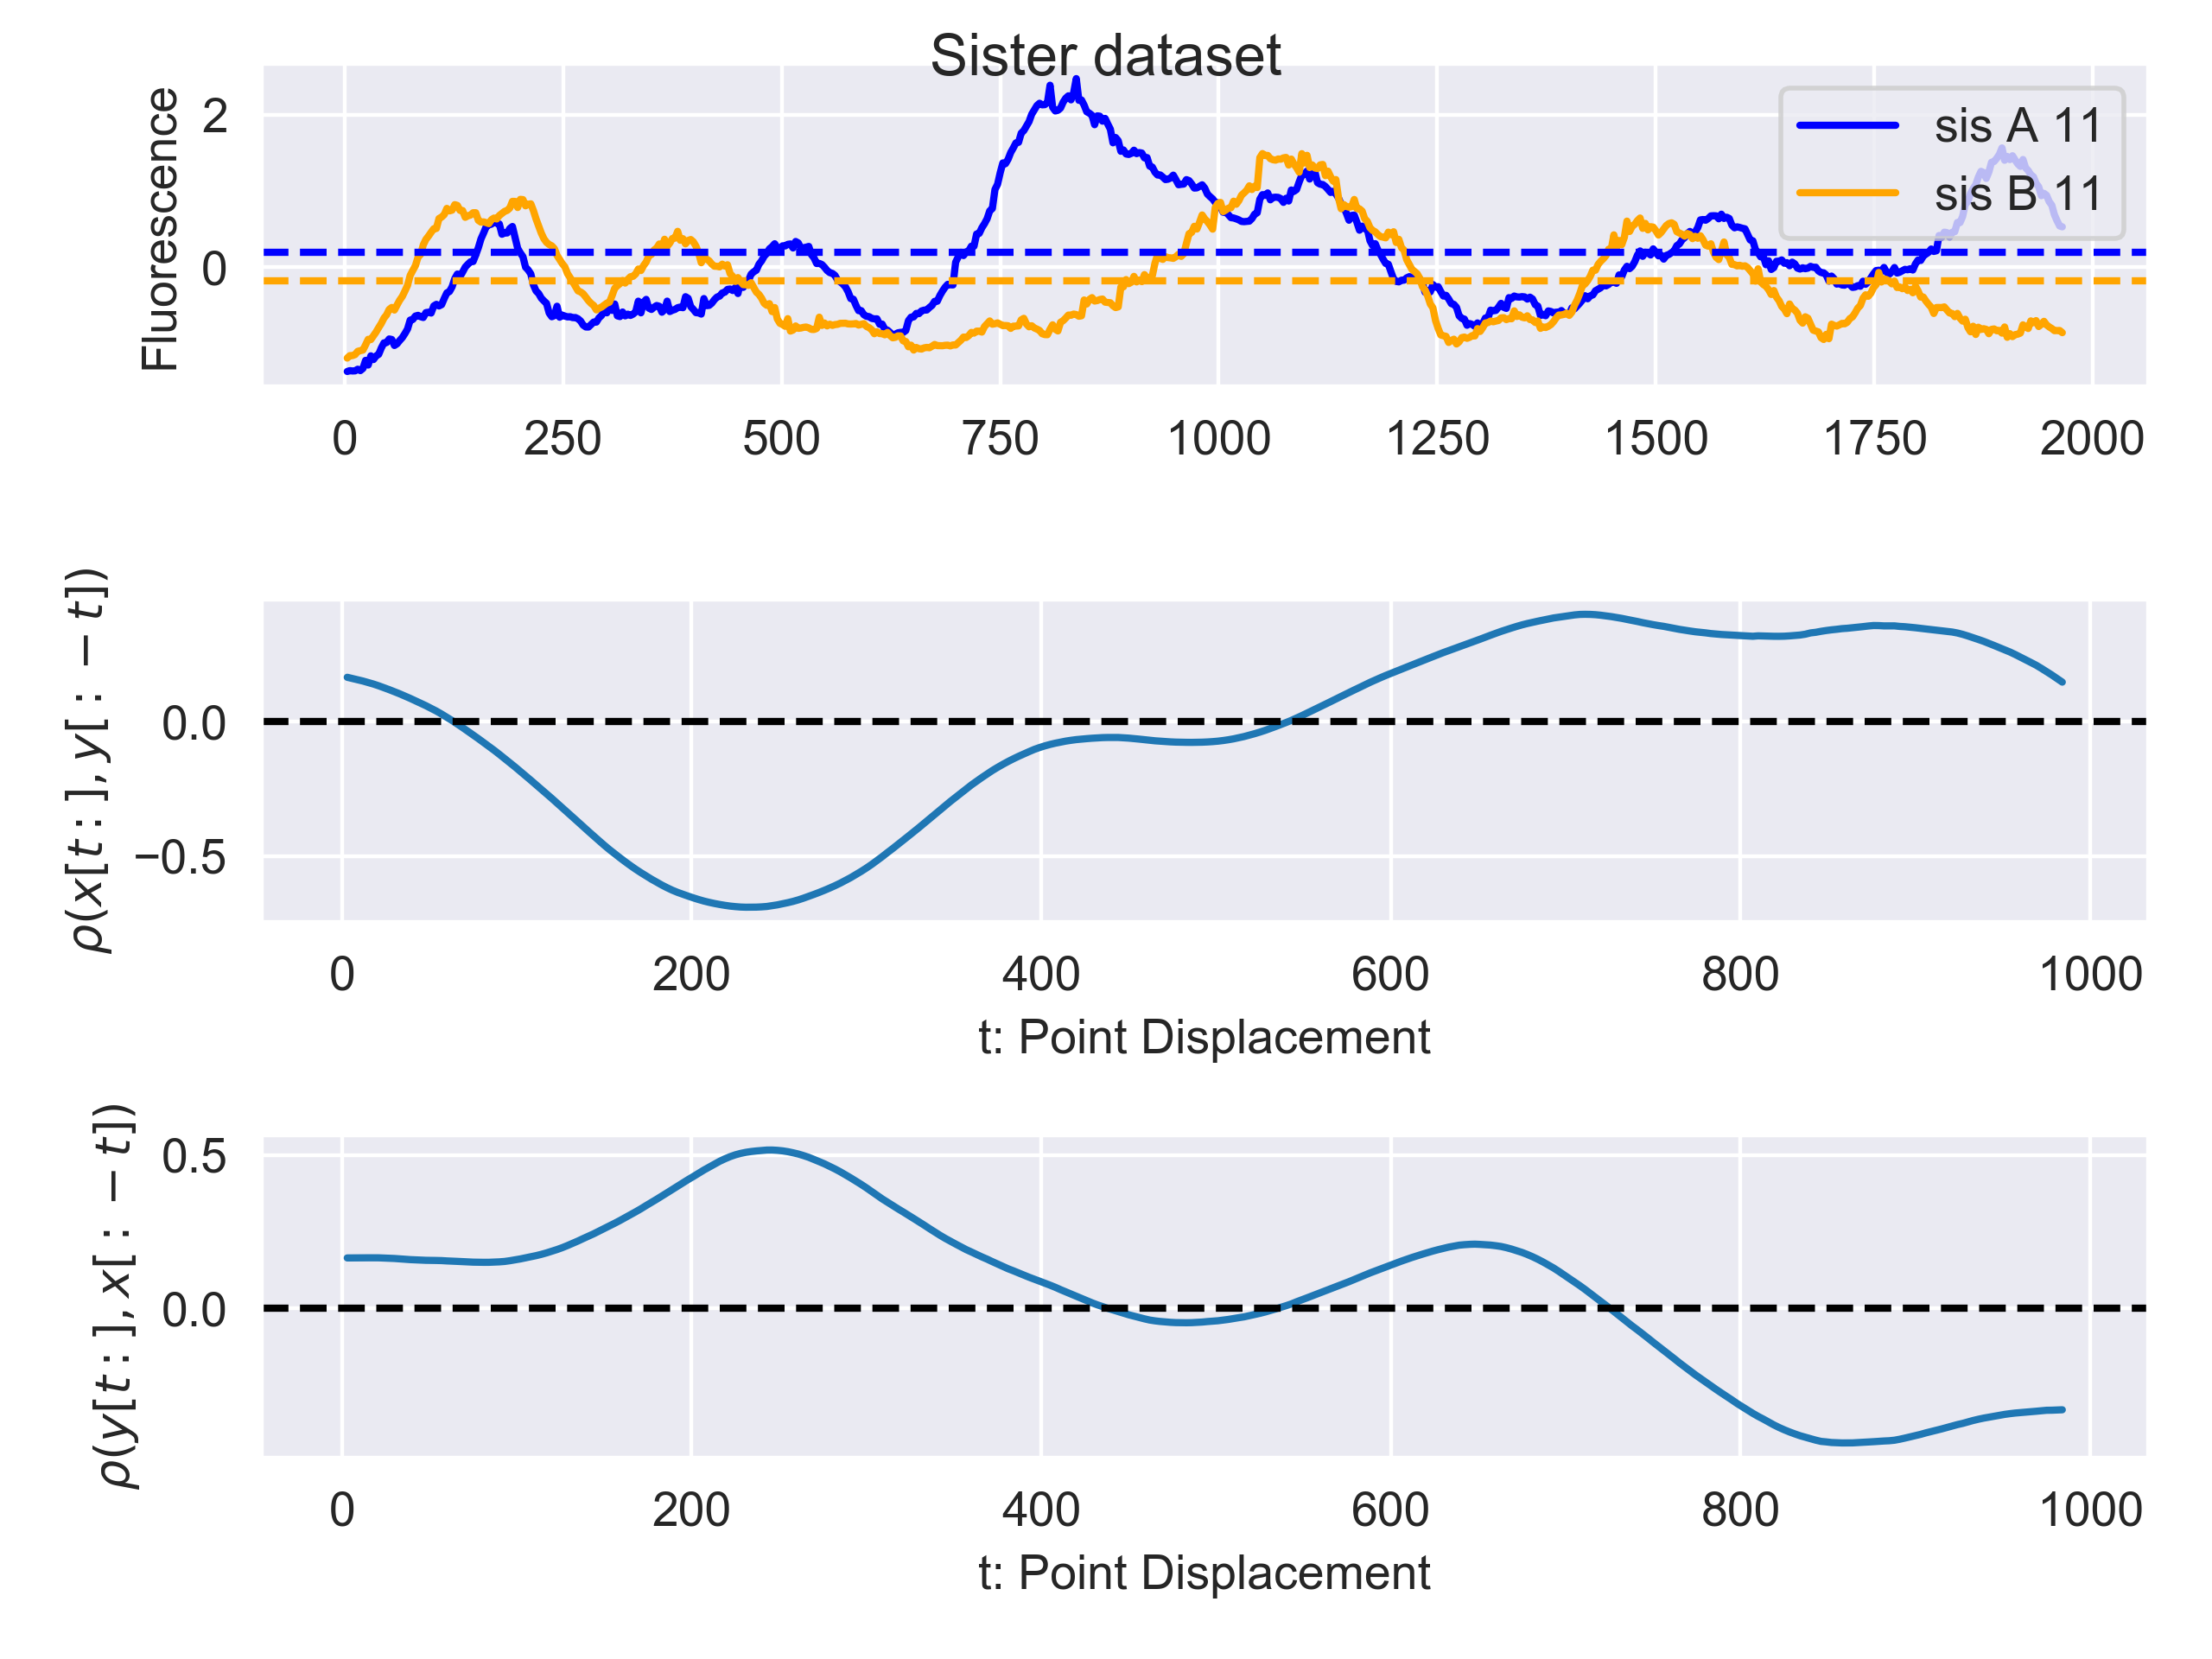 Sister dataset
Fluorescence
2
0
sis A 11
sis B 11
0 250 500 750 1000 1250 1500 1750 2000
ρ(x[t:], y[: − t])
0.0
−0.5
0 200 400 600 800 1000
t: Point Displacement
ρ(y[t:], x[: − t])
0.5
0.0
0 200 400 600 800 1000
t: Point Displacement